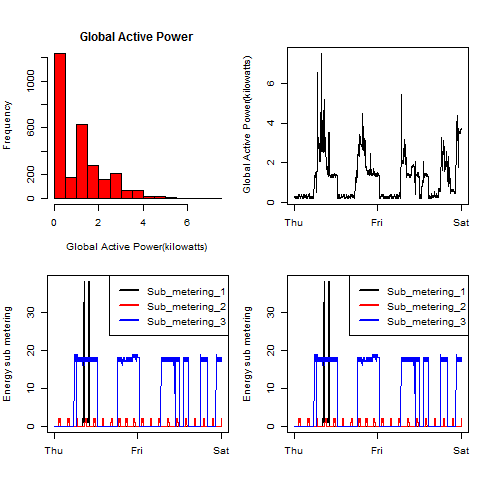 Global Active Power
Frequency
0 200 600 1000
0 2 4 6
Global Active Power(kilowatts)
Global Active Power(kilowatts)
0 2 4 6
Thu Fri Sat
Energy sub metering
0 10 20 30
Thu Fri Sat
Sub_metering_1
Sub_metering_2
Sub_metering_3
Energy sub metering
0 10 20 30
Thu Fri Sat
Sub_metering_1
Sub_metering_2
Sub_metering_3